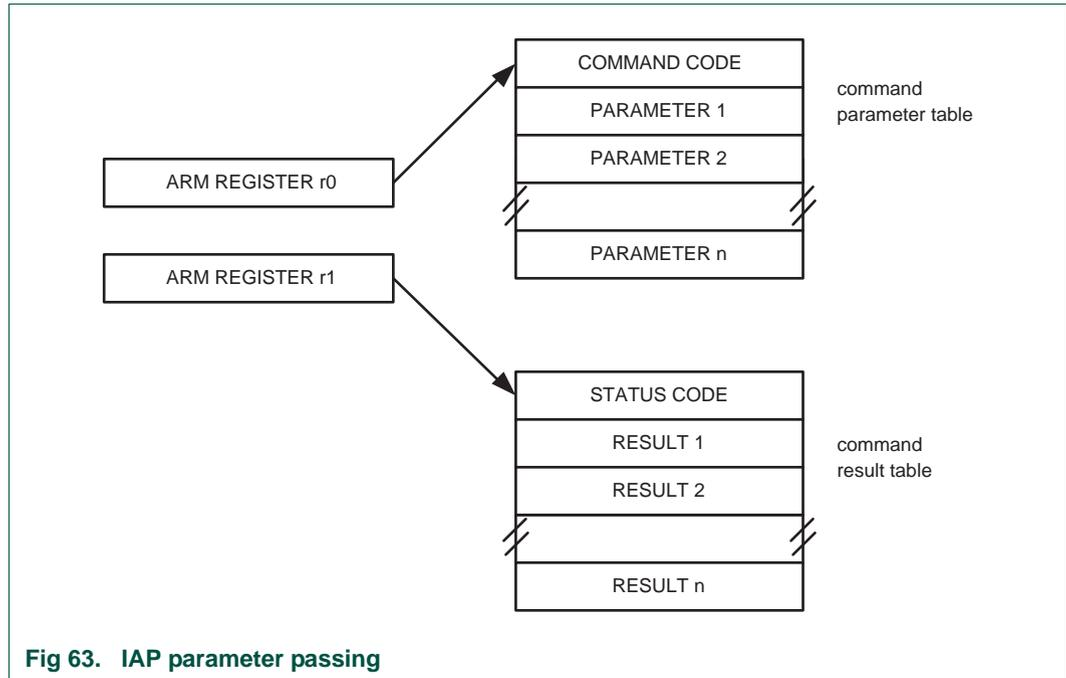 COMMAND CODE
PARAMETER 1
PARAMETER 2
PARAMETER n
command
parameter table
ARM REGISTER r0
ARM REGISTER r1
STATUS CODE
RESULT 1
RESULT 2
RESULT n
command
result table
Fig 63. IAP parameter passing